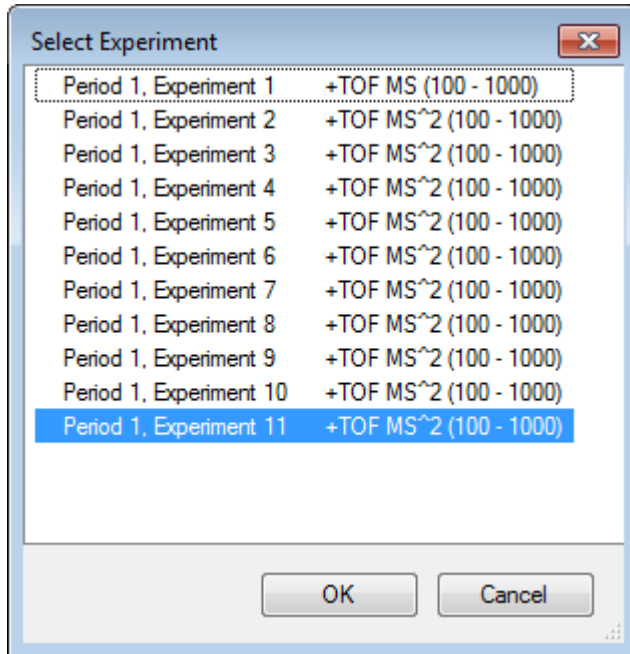 Select Experiment
Period 1, Experiment 1 +TOF MS (100 - 1000)
Period 1, Experiment 2 +TOF MS^2 (100 - 1000)
Period 1, Experiment 3 +TOF MS^2 (100 - 1000)
Period 1, Experiment 4 +TOF MS^2 (100 - 1000)
Period 1, Experiment 5 +TOF MS^2 (100 - 1000)
Period 1, Experiment 6 +TOF MS^2 (100 - 1000)
Period 1, Experiment 7 +TOF MS^2 (100 - 1000)
Period 1, Experiment 8 +TOF MS^2 (100 - 1000)
Period 1, Experiment 9 +TOF MS^2 (100 - 1000)
Period 1, Experiment 10 +TOF MS^2 (100 - 1000)
Period 1, Experiment 11 +TOF MS^2 (100 - 1000)
OK Cancel